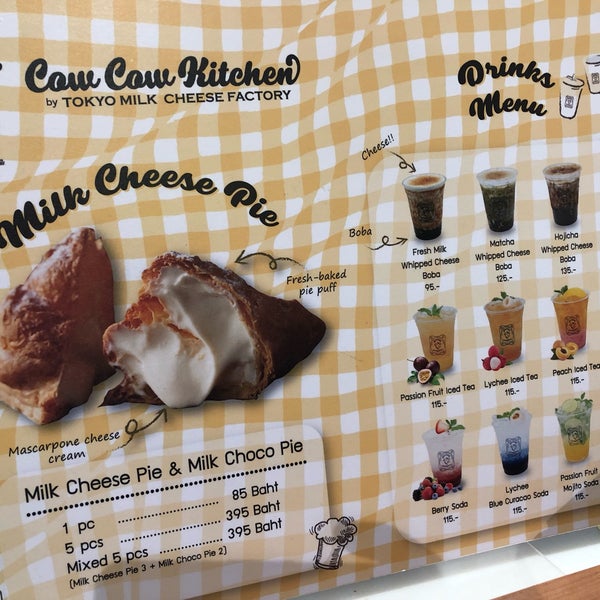 Cow Cow Kitchen
by TOKYO MILK CHEESE FACTORY
Milk Cheese Pie
Fresh-baked
pie puff
Mascarpone cheese
cream
Milk Cheese Pie & Milk Choco Pie
1 pc .................... 85 Baht
5 pcs .................... 395 Baht
Mixed 5 pcs .............. 395 Baht
(Milk Cheese Pie 3 + Milk Choco Pie 2)
Drinks
Menu
Cheese!!
Boba
Fresh Milk
Whipped Cheese
Boba
95.-
Matcha
Whipped Cheese
Boba
125.-
Hojicha
Whipped Cheese
Boba
135.-
Passion Fruit Iced Tea
115.-
Lychee Iced Tea
115.-
Peach Iced Tea
115.-
Berry Soda
115.-
Lychee
Blue Curacao Soda
115.-
Passion Fruit
Mojito Soda
115.-